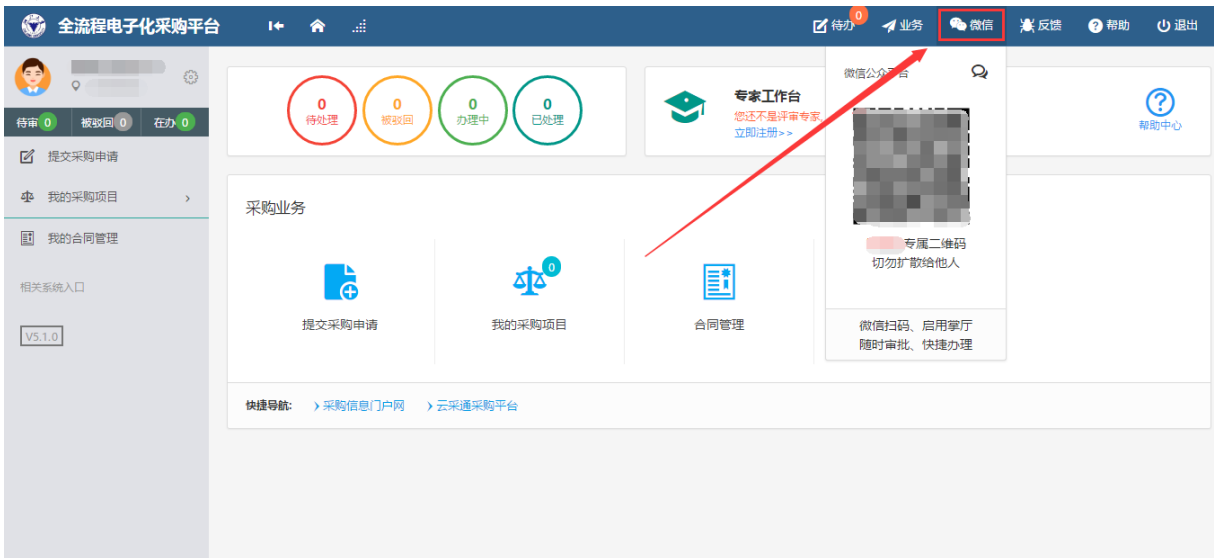 全流程电子化采购平台
待办 0 业务 微信 反馈 帮助 退出
待审 0 被驳回 0 在办 0
提交采购申请
我的采购项目
我的合同管理
相关系统入口
V5.1.0
0
待处理
0
被驳回
0
办理中
0
已处理
专家工作台
您还不是评审专家
立即注册>>
帮助中心
微信公众平台
专属二维码
切勿扩散给他人
微信扫码、启用掌厅
随时审批、快捷办理
采购业务
提交采购申请
0
我的采购项目
合同管理
快捷导航: 采购信息门户网 云采通采购平台